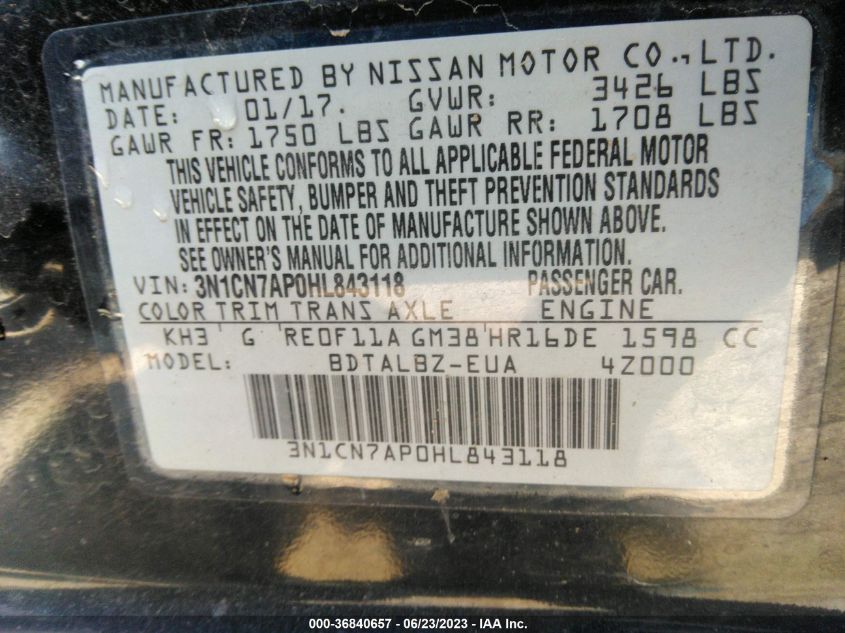 MANUFACTURED BY NISSAN MOTOR CO., LTD.
DATE: 01/17. GVWR: 3426 LBS
GAWR FR: 1750 LBS GAWR RR: 1708 LBS
THIS VEHICLE CONFORMS TO ALL APPLICABLE FEDERAL MOTOR
VEHICLE SAFETY, BUMPER AND THEFT PREVENTION STANDARDS
IN EFFECT ON THE DATE OF MANUFACTURE SHOWN ABOVE.
SEE OWNER'S MANUAL FOR ADDITIONAL INFORMATION.
VIN: 3N1CN7AP0HL843118 PASSENGER CAR.
COLOR TRIM TRANS AXLE ENGINE
KH3 G RE0F11A GM38 HR16DE 1598 CC
MODEL: BDTALBZ-EUA 4Z000
3N1CN7AP0HL843118
000-36840657 - 06/23/2023 - IAA Inc.